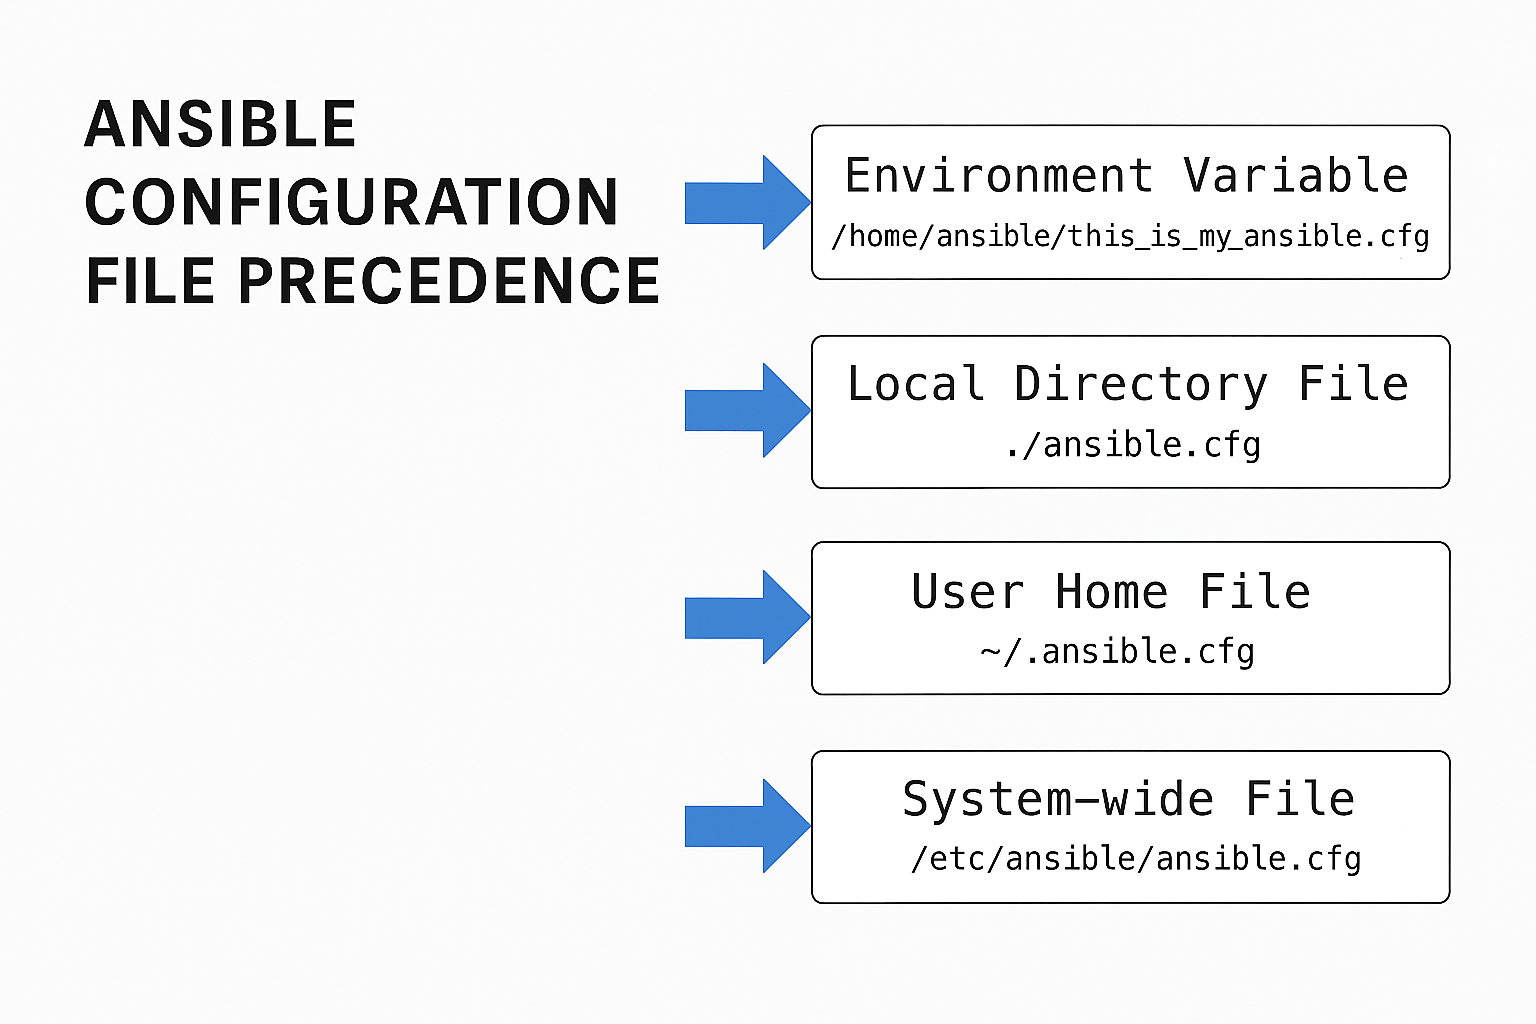 ANSIBLE
CONFIGURATION
FILE PRECEDENCE
Environment Variable
/home/ansible/this_is_my_ansible.cfg
Local Directory File
./ansible.cfg
User Home File
~/.ansible.cfg
System-wide File
/etc/ansible/ansible.cfg